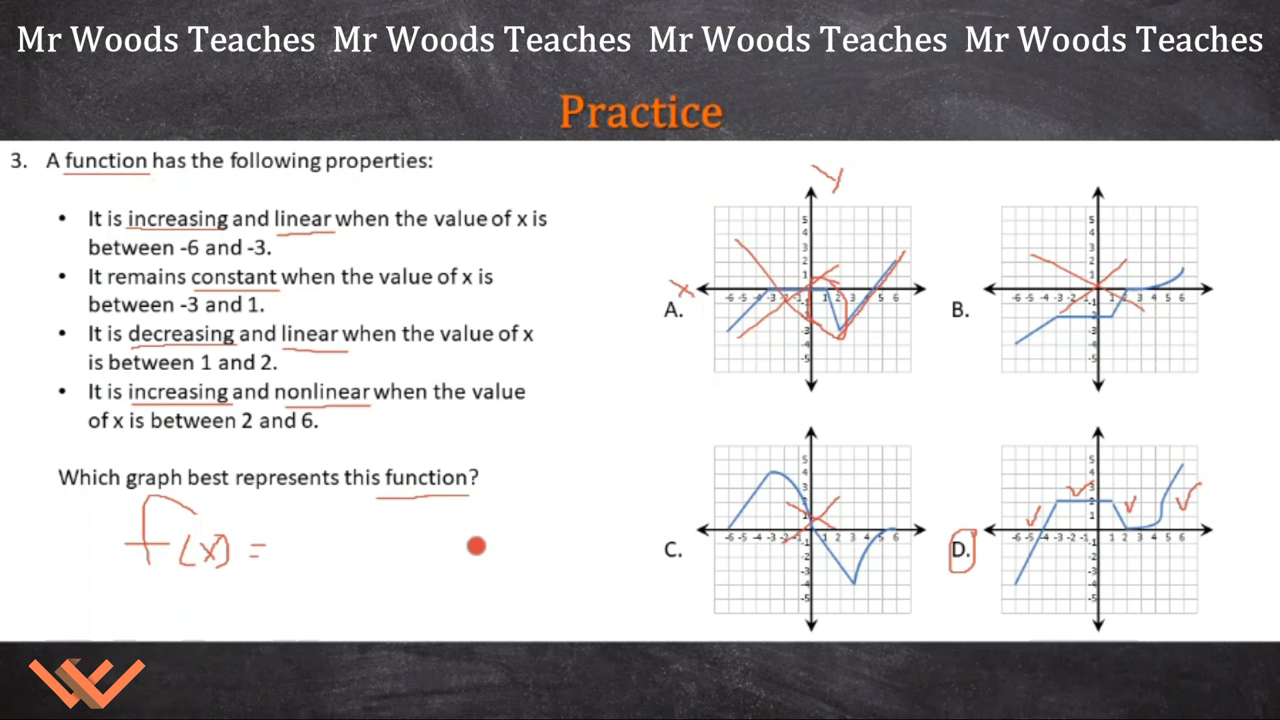 Mr Woods Teaches Mr Woods Teaches Mr Woods Teaches Mr Woods Teaches
Practice
3. A function has the following properties:
• It is increasing and linear when the value of x is
between -6 and -3.
• It remains constant when the value of x is
between -3 and 1.
• It is decreasing and linear when the value of x
is between 1 and 2.
• It is increasing and nonlinear when the value
of x is between 2 and 6.
Which graph best represents this function?
f(x) =
y
x
A.
B.
C.
D.